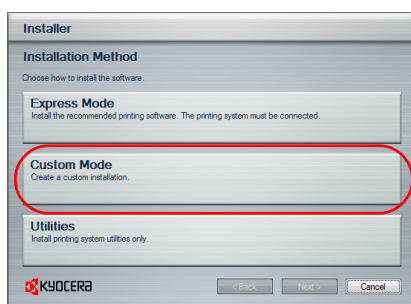 Installer
Installation Method
Choose how to install the software.
Express Mode
Install the recommended printing software. The printing system must be connected.
Custom Mode
Create a custom installation.
Utilities
Install printing system utilities only.
KYOCERA
< Back
Next >
Cancel